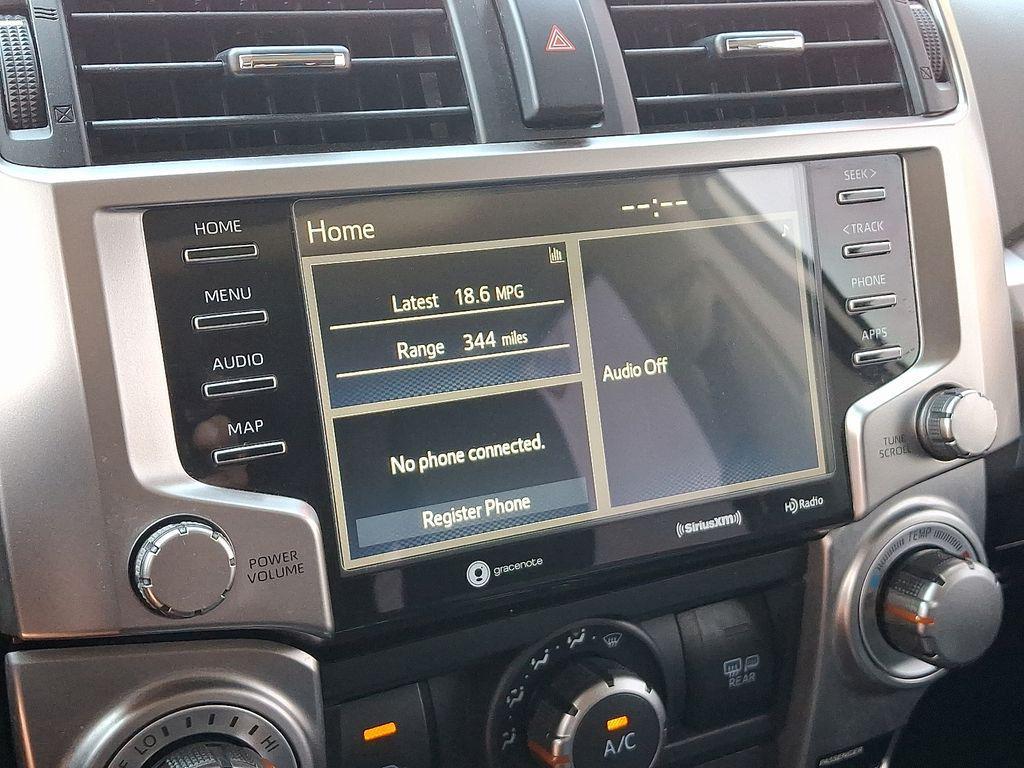 HOME
MENU
AUDIO
MAP
POWER
VOLUME
Home
--:--
Latest 18.6 MPG
Range 344 miles
No phone connected.
Register Phone
Audio Off
gracenote
((SiriusXM))
HD Radio
SEEK >
< TRACK
PHONE
APPS
TUNE
SCROLL
TEMP
LO
HI
A/C
REAR
PASSENGER